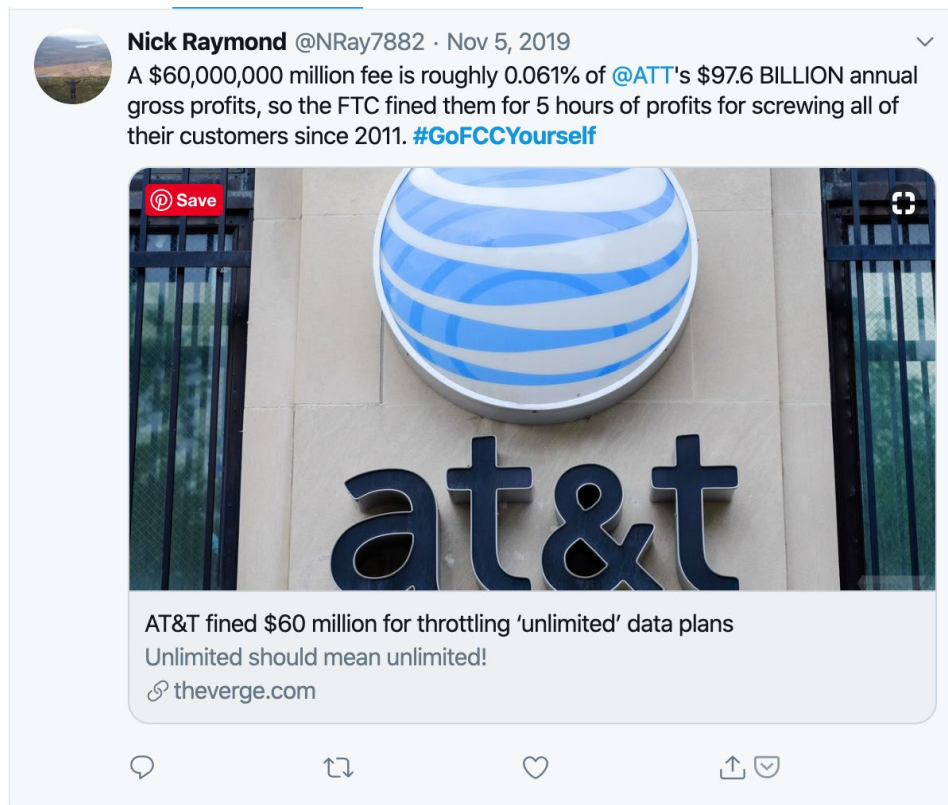 Nick Raymond @NRay7882 · Nov 5, 2019
A $60,000,000 million fee is roughly 0.061% of @ATT's $97.6 BILLION annual
gross profits, so the FTC fined them for 5 hours of profits for screwing all of
their customers since 2011. #GoFCCYourself
Save
at&t
AT&T fined $60 million for throttling ‘unlimited’ data plans
Unlimited should mean unlimited!
theverge.com